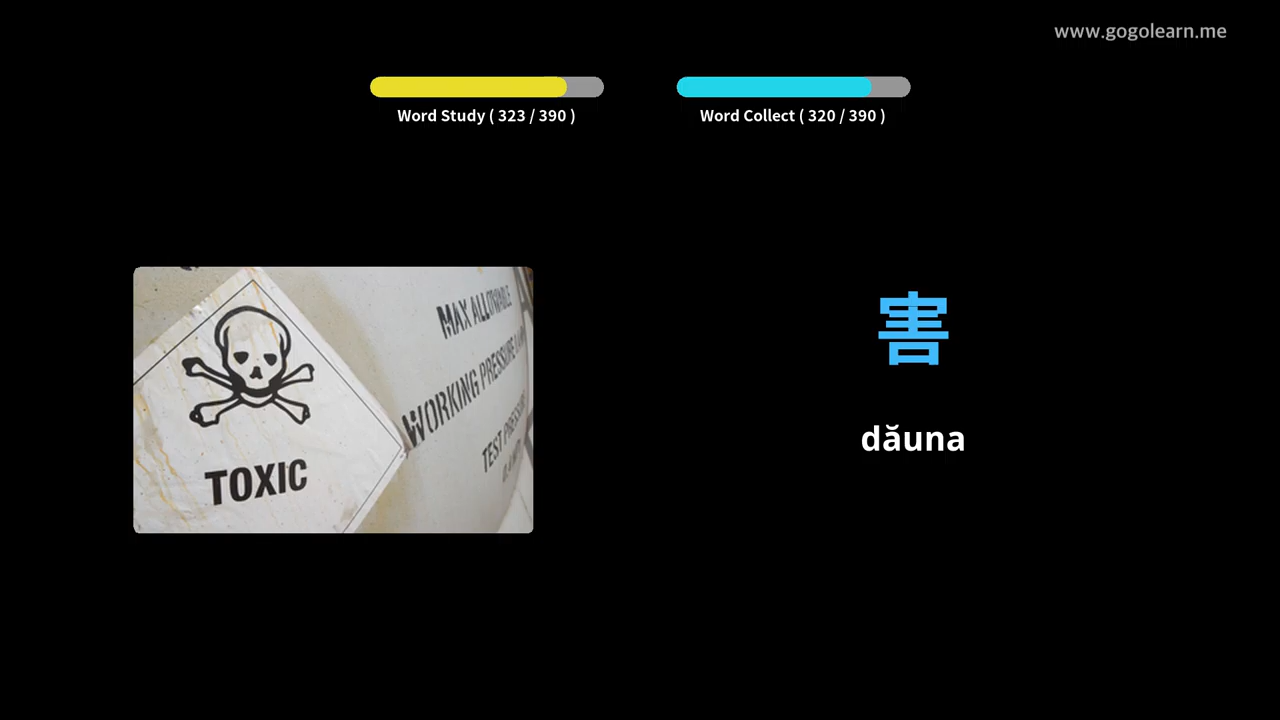 www.gogolearn.me
Word Study ( 323 / 390 )
Word Collect ( 320 / 390 )
TOXIC
MAX ALLOWABLE
WORKING PRESSURE
TEST PRESSURE
害
dăuna